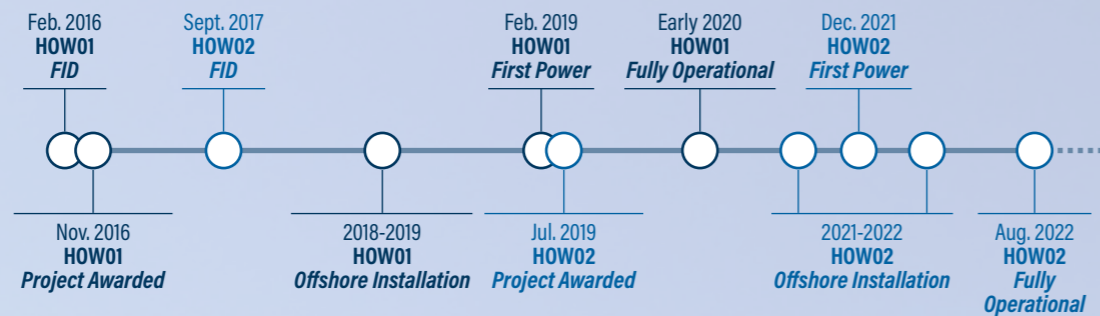 Feb. 2016
HOW01
FID
Sept. 2017
HOW02
FID
Feb. 2019
HOW01
First Power
Early 2020
HOW01
Fully Operational
Dec. 2021
HOW02
First Power
Nov. 2016
HOW01
Project Awarded
2018-2019
HOW01
Offshore Installation
Jul. 2019
HOW02
Project Awarded
2021-2022
HOW02
Offshore Installation
Aug. 2022
HOW02
Fully
Operational